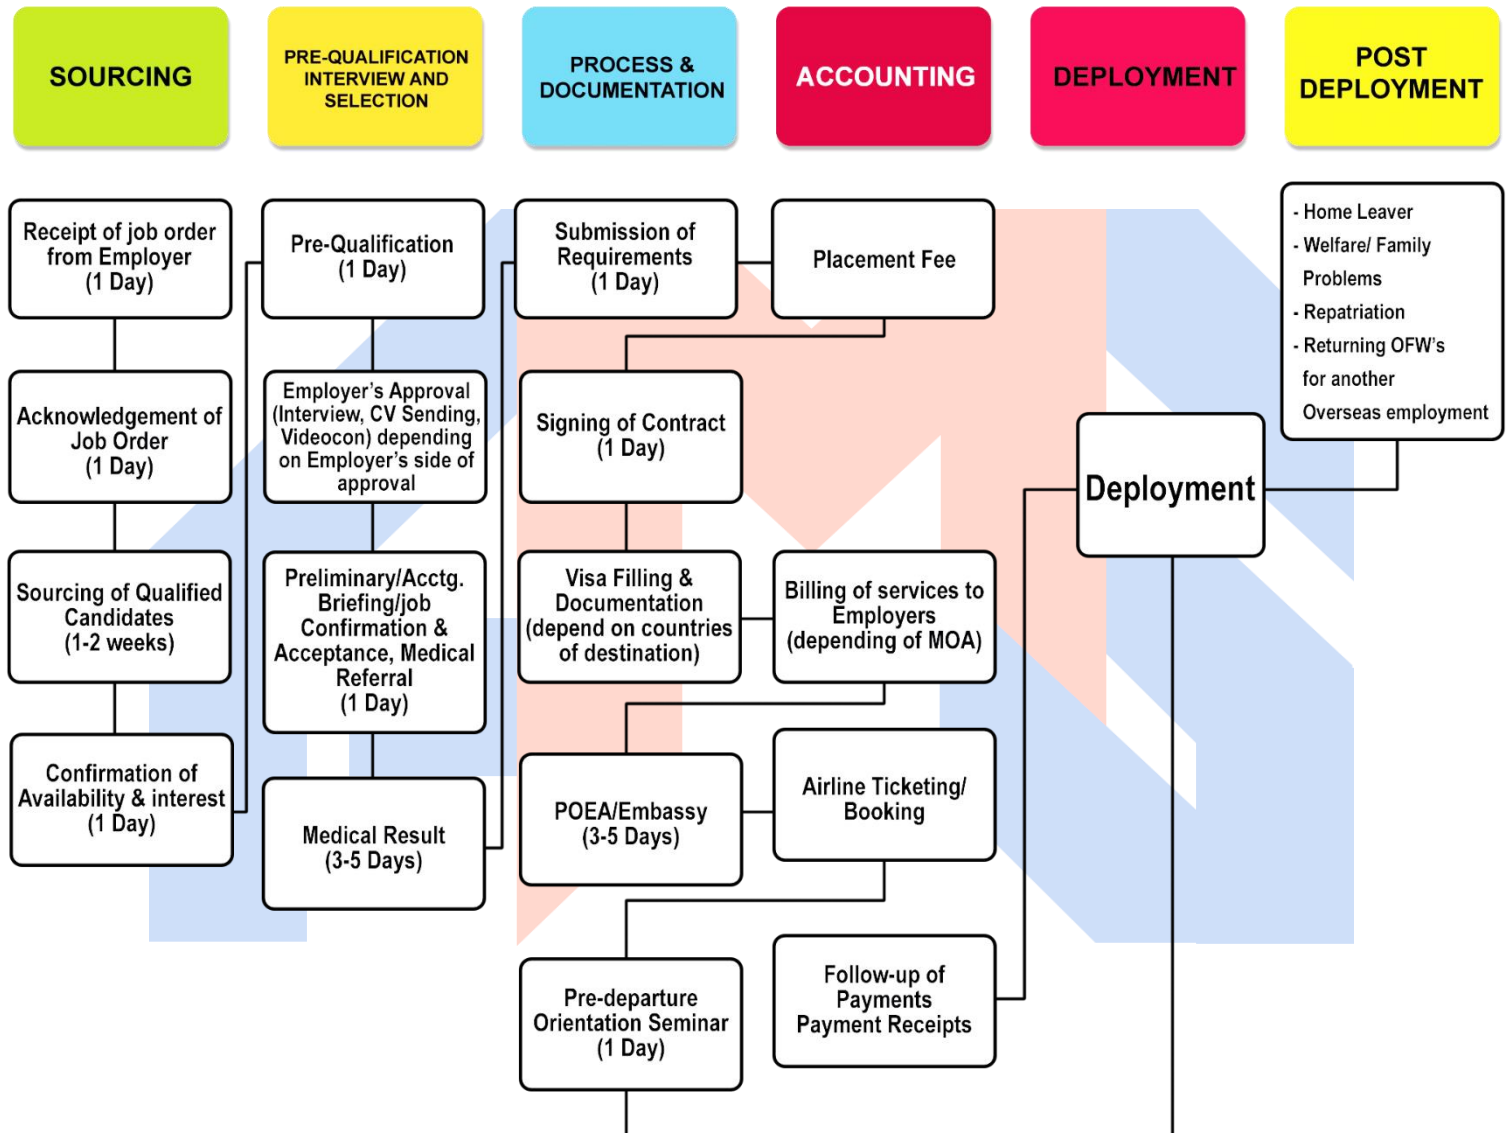 SOURCING
PRE-QUALIFICATION
INTERVIEW AND
SELECTION
PROCESS &
DOCUMENTATION
ACCOUNTING
DEPLOYMENT
POST
DEPLOYMENT
Receipt of job order
from Employer
(1 Day)
Acknowledgement of
Job Order
(1 Day)
Sourcing of Qualified
Candidates
(1-2 weeks)
Confirmation of
Availability & interest
(1 Day)
Pre-Qualification
(1 Day)
Employer's Approval
(Interview, CV Sending,
Videocon) depending
on Employer's side of
approval
Preliminary/Acctg.
Briefing/job
Confirmation &
Acceptance, Medical
Referral
(1 Day)
Medical Result
(3-5 Days)
Submission of
Requirements
(1 Day)
Signing of Contract
(1 Day)
Visa Filling &
Documentation
(depend on countries
of destination)
POEA/Embassy
(3-5 Days)
Pre-departure
Orientation Seminar
(1 Day)
Placement Fee
Billing of services to
Employers
(depending of MOA)
Airline Ticketing/
Booking
Follow-up of
Payments
Payment Receipts
Deployment
- Home Leaver
- Welfare/ Family
Problems
- Repatriation
- Returning OFW's
for another
Overseas employment